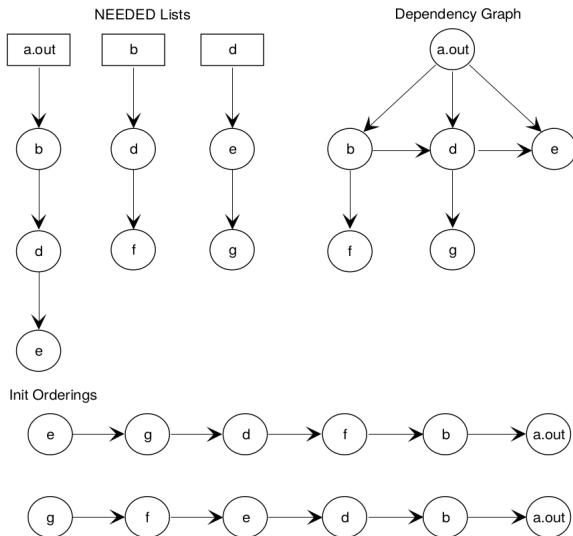 NEEDED Lists
Dependency Graph
a.out b d
a.out
b d e
b d e
d f g
f g
e
Init Orderings
e g d f b a.out
g f e d b a.out